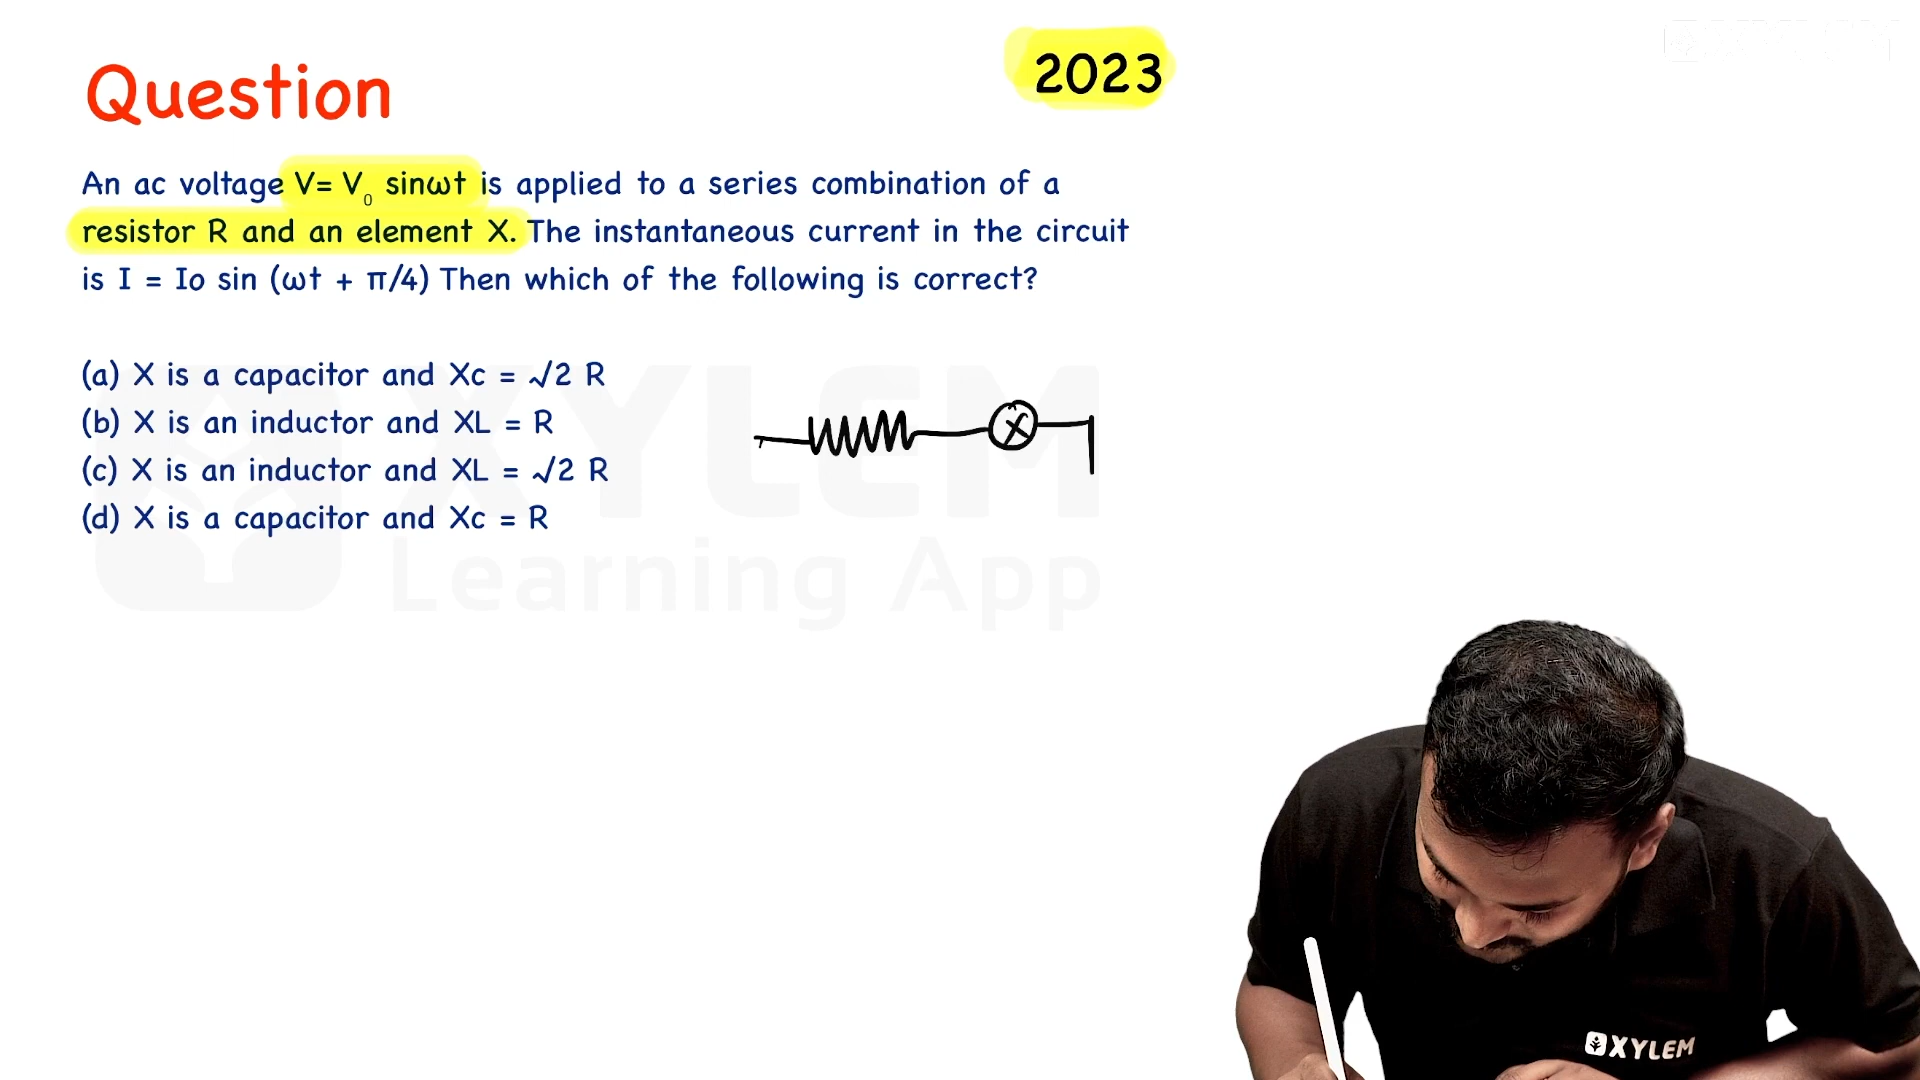 Question
2023
An ac voltage V= V₀ sinωt is applied to a series combination of a
resistor R and an element X. The instantaneous current in the circuit
is I = Io sin (ωt + π/4) Then which of the following is correct?
(a) X is a capacitor and Xc = √2 R
(b) X is an inductor and XL = R
(c) X is an inductor and XL = √2 R
(d) X is a capacitor and Xc = R
X
XYLEM
Learning App
XYLEM